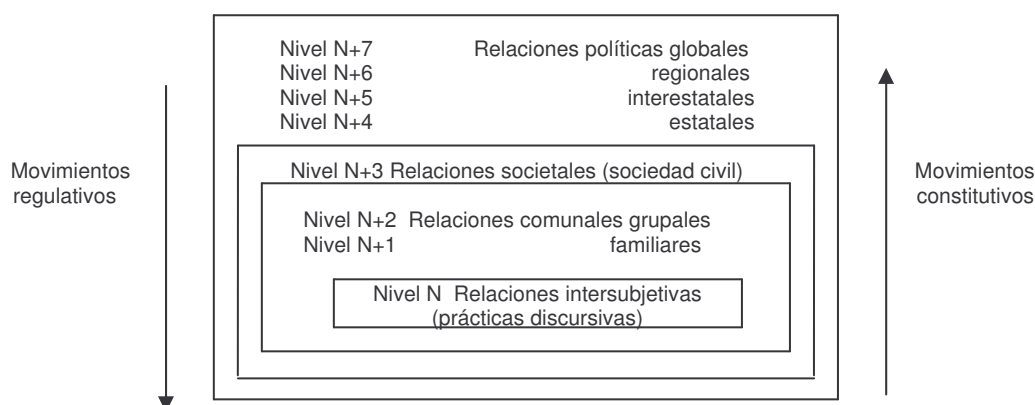 Nivel N+7 Relaciones políticas globales
Nivel N+6 regionales
Nivel N+5 interestatales
Nivel N+4 estatales
Nivel N+3 Relaciones societales (sociedad civil)
Movimientos
regulativos
Movimientos
constitutivos
Nivel N+2 Relaciones comunales grupales
Nivel N+1 familiares
Nivel N Relaciones intersubjetivas
(prácticas discursivas)